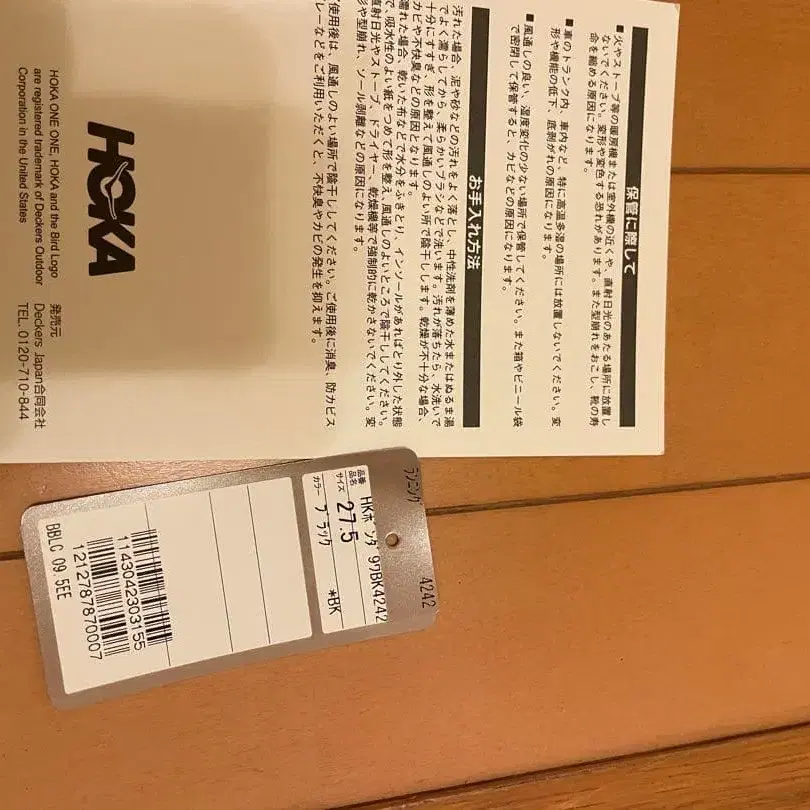 保管に際して
■火やストーブ等の暖房機または室外機の近くや、直射日光のあたる場所に放置し
ないでください。変形や変色する恐れがあります。また型崩れをおこし、靴の寿
命を縮める原因になります。
■車のトランク内、車内など、特に高温多湿の場所には放置しないでください。変
形や機能の低下、底剥がれの原因になります。
■風通しの良い、湿度変化の少ない場所で保管してください。また箱やビニール袋
で密閉して保管すると、カビなどの原因になります。
お手入れ方法
汚れた場合、泥や砂などの汚れをよく落とし、中性洗剤を薄めた水またはぬるま湯
でよく濡らしてから、柔らかいブラシなどで洗います。汚れが落ちたら、水洗いで
十分にすすぎ、形を整えて風通しのよい所で陰干しします。乾燥が不十分な場合、
カビや不快臭などの原因となります。
濡れた場合、乾いた布などで水分をふきとり、インソールがあればとり外した状態
で、吸水性のよい紙をつめて形を整え、風通しのよいところで陰干ししてください。
直射日光やストーブ、ドライヤー、乾燥機等で強制的に乾かさないでください。変
形や型崩れ、ソール剥離などの原因になります。
使用後は、風通しのよい場所で陰干ししてください。ご使用後に消臭、防カビス
レーなどをご利用いただくと、不快臭やカビの発生を抑えます。
HOKA
HOKA ONE ONE, HOKA and the Bird Logo
are registered trademark of Deckers Outdoor
Corporation in the United States
発売元
Deckers Japan合同会社
TEL. 0120-710-844
ランニング 4242
品番 HKボンダ 97BK4242
品名
サイズ 27.5
カラー ブラック *BK
1143042303155
1212787870007
BBLC 09.5EE